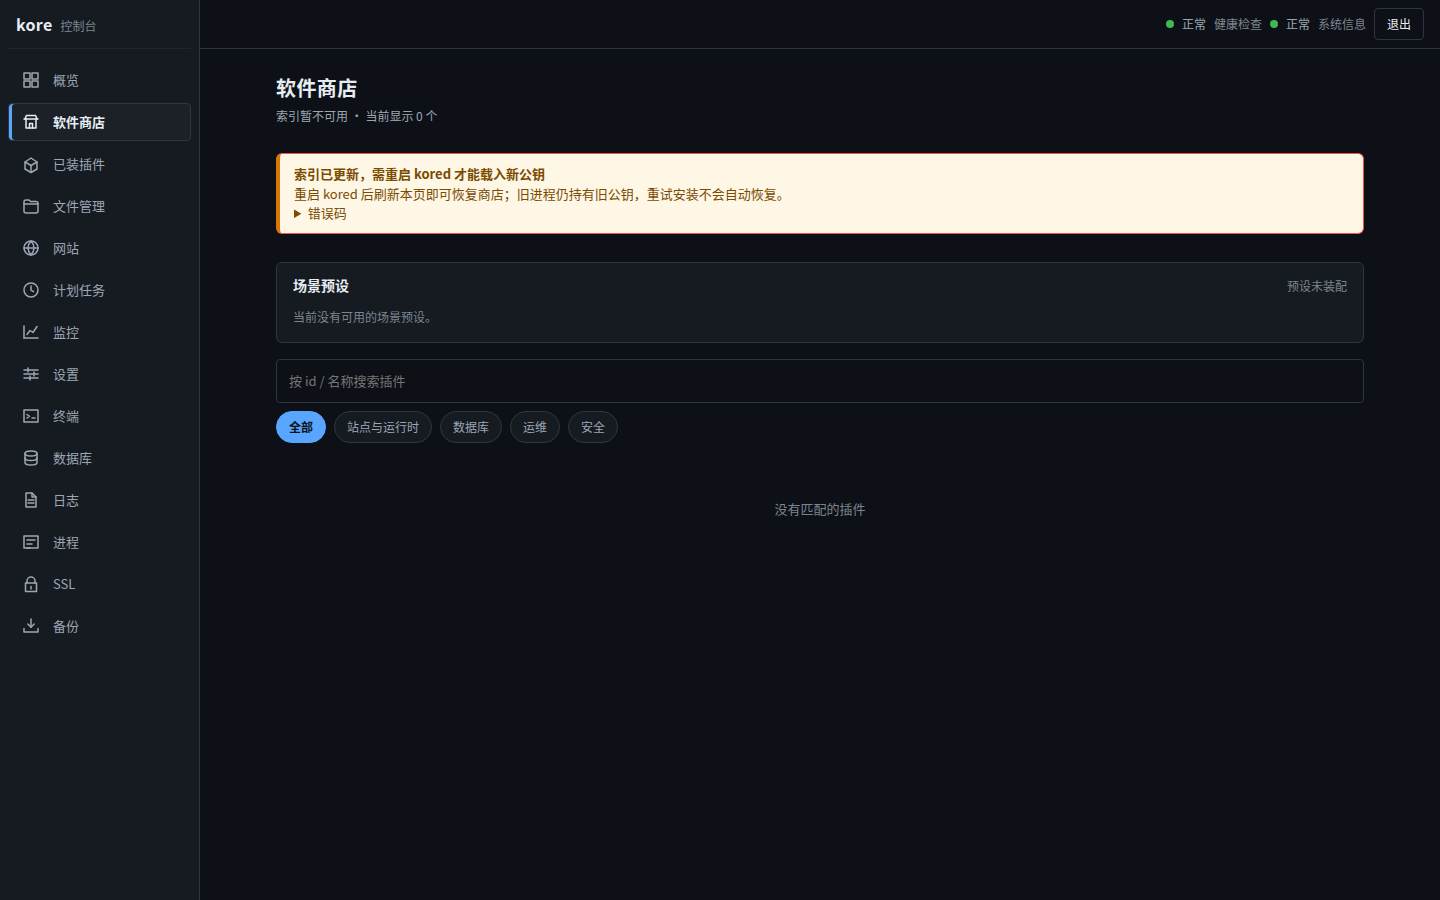 kore 控制台
正常 健康检查 正常 系统信息 退出
概览
软件商店
已装插件
文件管理
网站
计划任务
监控
设置
终端
数据库
日志
进程
SSL
备份
软件商店
索引暂不可用 · 当前显示 0 个
索引已更新，需重启 kored 才能载入新公钥
重启 kored 后刷新本页即可恢复商店；旧进程仍持有旧公钥，重试安装不会自动恢复。
▶ 错误码
场景预设 预设未装配
当前没有可用的场景预设。
按 id / 名称搜索插件
全部 站点与运行时 数据库 运维 安全
没有匹配的插件